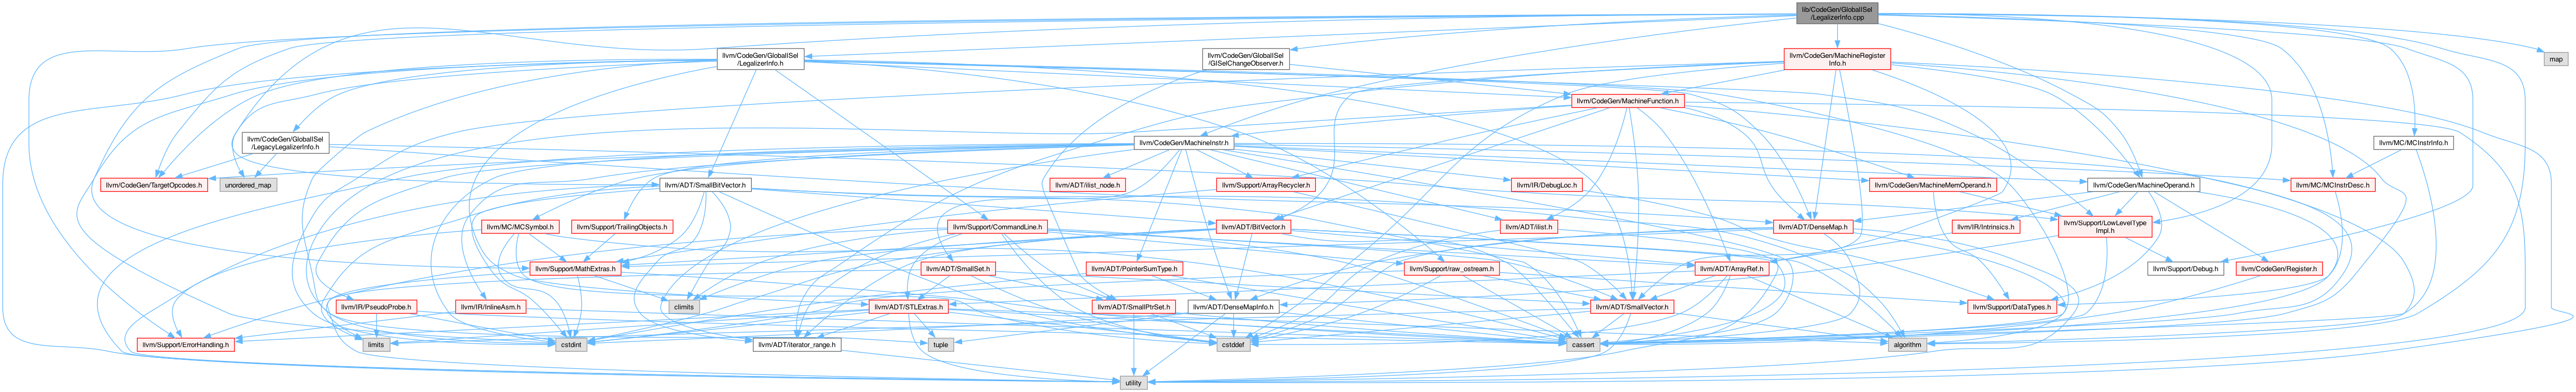 lib/CodeGen/GlobalISel
/LegalizerInfo.cpp
llvm/CodeGen/GlobalISel
/LegalizerInfo.h
llvm/CodeGen/GlobalISel
/GISelChangeObserver.h
llvm/CodeGen/MachineRegister
Info.h
map
llvm/CodeGen/MachineFunction.h
llvm/CodeGen/GlobalISel
/LegacyLegalizerInfo.h
llvm/CodeGen/MachineInstr.h
llvm/MC/MCInstrInfo.h
llvm/CodeGen/TargetOpcodes.h
unordered_map
llvm/ADT/SmallBitVector.h
llvm/ADT/ilist_node.h
llvm/Support/ArrayRecycler.h
llvm/IR/DebugLoc.h
llvm/CodeGen/MachineMemOperand.h
llvm/CodeGen/MachineOperand.h
llvm/MC/MCInstrDesc.h
llvm/MC/MCSymbol.h
llvm/Support/TrailingObjects.h
llvm/Support/CommandLine.h
llvm/ADT/BitVector.h
llvm/ADT/ilist.h
llvm/ADT/DenseMap.h
llvm/IR/Intrinsics.h
llvm/Support/LowLevelType
Impl.h
llvm/Support/MathExtras.h
llvm/ADT/SmallSet.h
llvm/ADT/PointerSumType.h
llvm/Support/raw_ostream.h
llvm/ADT/ArrayRef.h
llvm/Support/Debug.h
llvm/CodeGen/Register.h
llvm/IR/PseudoProbe.h
llvm/IR/InlineAsm.h
climits
llvm/ADT/STLExtras.h
llvm/ADT/SmallPtrSet.h
llvm/ADT/DenseMapInfo.h
llvm/ADT/SmallVector.h
llvm/Support/DataTypes.h
llvm/Support/ErrorHandling.h
limits
cstdint
llvm/ADT/iterator_range.h
tuple
cstddef
cassert
algorithm
utility